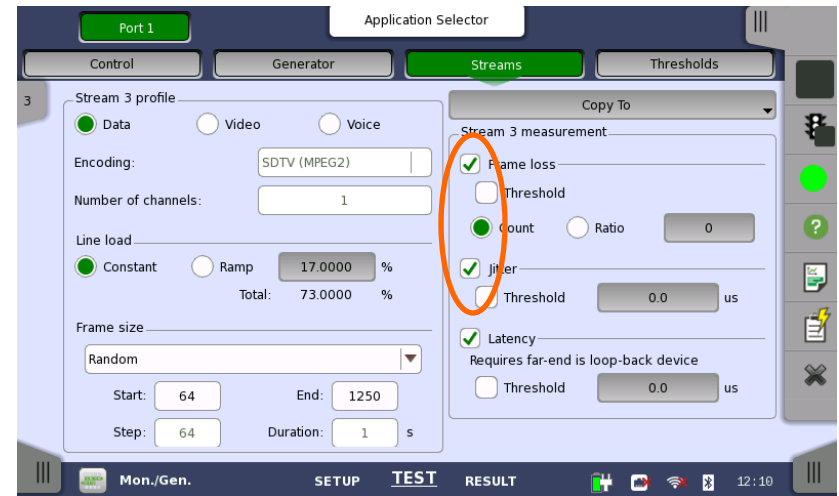 Port 1
Application Selector
Control
Generator
Streams
Thresholds
3
Stream 3 profile
Data
Video
Voice
Encoding:
SDTV (MPEG2)
Number of channels:
1
Line load
Constant
Ramp
17.0000
%
Total:
73.0000
%
Frame size
Random
Start:
64
End:
1250
Step:
64
Duration:
1
s
Copy To
Stream 3 measurement
Frame loss
Threshold
Count
Ratio
0
Jitter
Threshold
0.0
us
Latency
Requires far-end is loop-back device
Threshold
0.0
us
?
Mon./Gen.
SETUP
TEST
RESULT
12:10